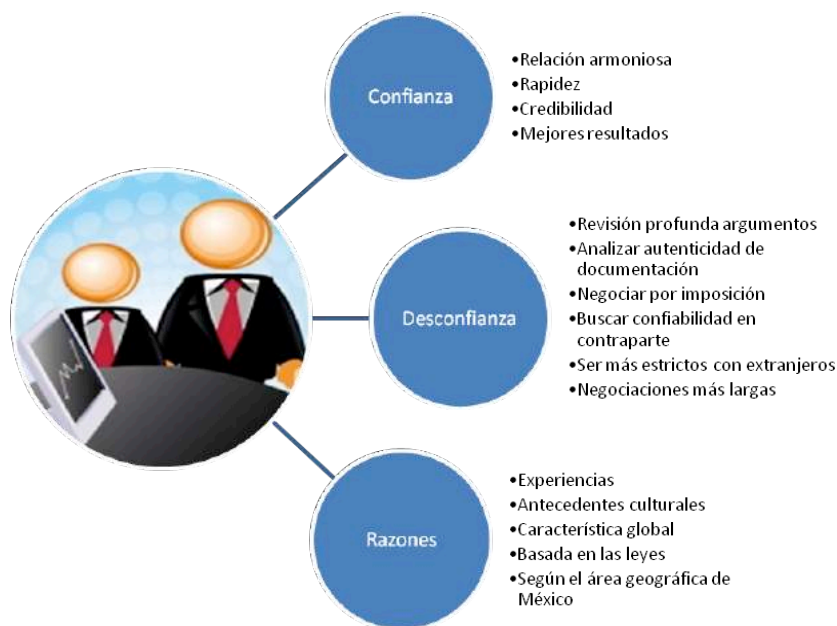 Confianza
•Relación armoniosa
•Rapidez
•Credibilidad
•Mejores resultados
Desconfianza
•Revisión profunda argumentos
•Analizar autenticidad de
documentación
•Negociar por imposición
•Buscar confiabilidad en
contraparte
•Ser más estrictos con extranjeros
•Negociaciones más largas
Razones
•Experiencias
•Antecedentes culturales
•Característica global
•Basada en las leyes
•Según el área geográfica de
México